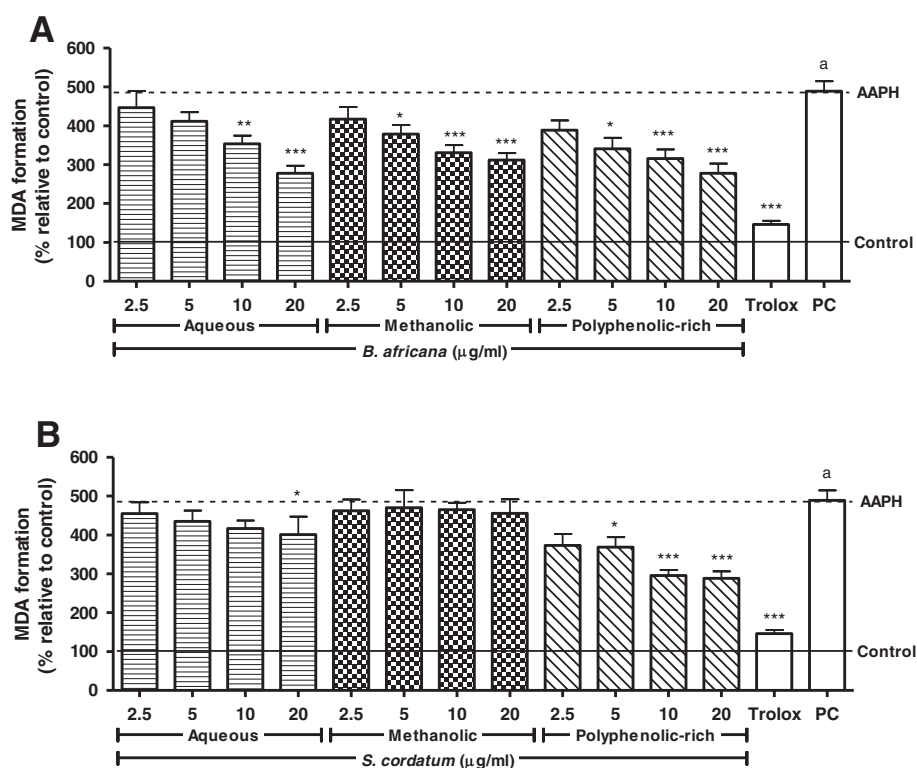 A
600
500
400
300
200
100
0
MDA formation
(% relative to control)
** *** * *** *** * *** *** *** a
AAPH
Control
2.5 5 10 20 2.5 5 10 20 2.5 5 10 20 Trolox PC
Aqueous Methanolic Polyphenolic-rich
B. africana (µg/ml)
B
600
500
400
300
200
100
0
MDA formation
(% relative to control)
* * *** *** *** a
AAPH
Control
2.5 5 10 20 2.5 5 10 20 2.5 5 10 20 Trolox PC
Aqueous Methanolic Polyphenolic-rich
S. cordatum (µg/ml)